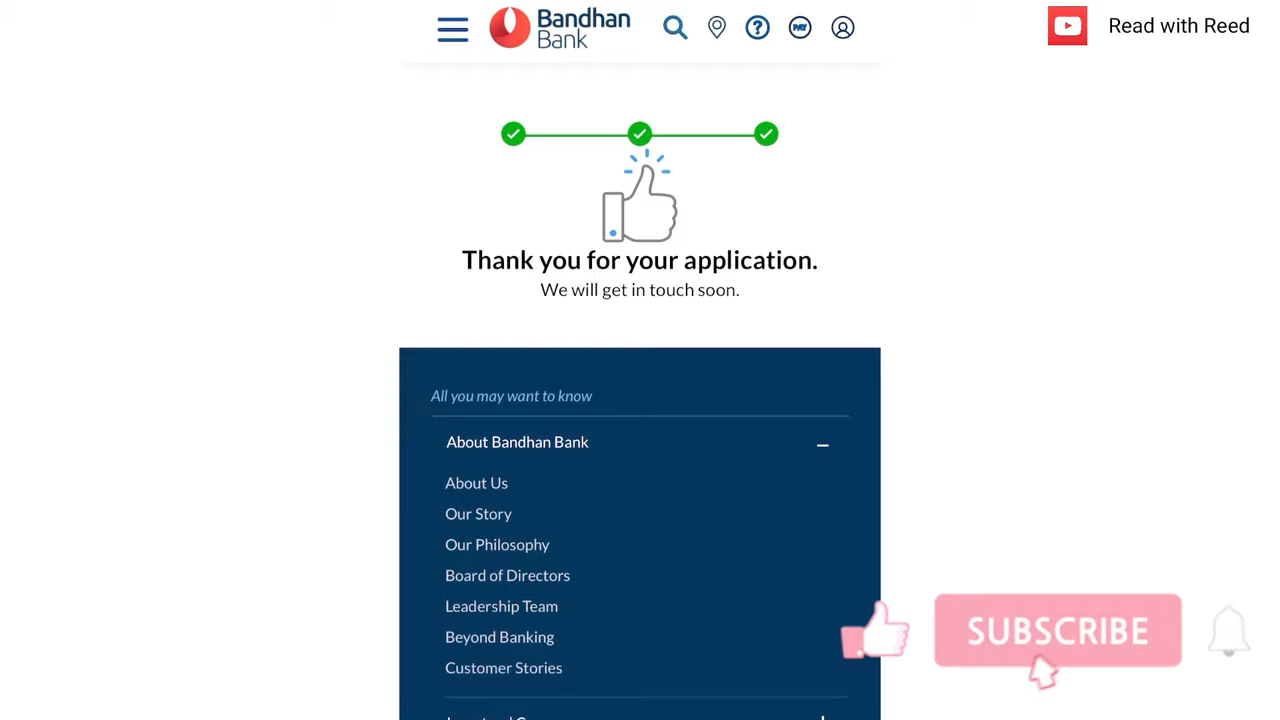 Bandhan
Bank
?
PAY
Read with Reed
Thank you for your application.
We will get in touch soon.
All you may want to know
About Bandhan Bank
About Us
Our Story
Our Philosophy
Board of Directors
Leadership Team
Beyond Banking
Customer Stories
SUBSCRIBE